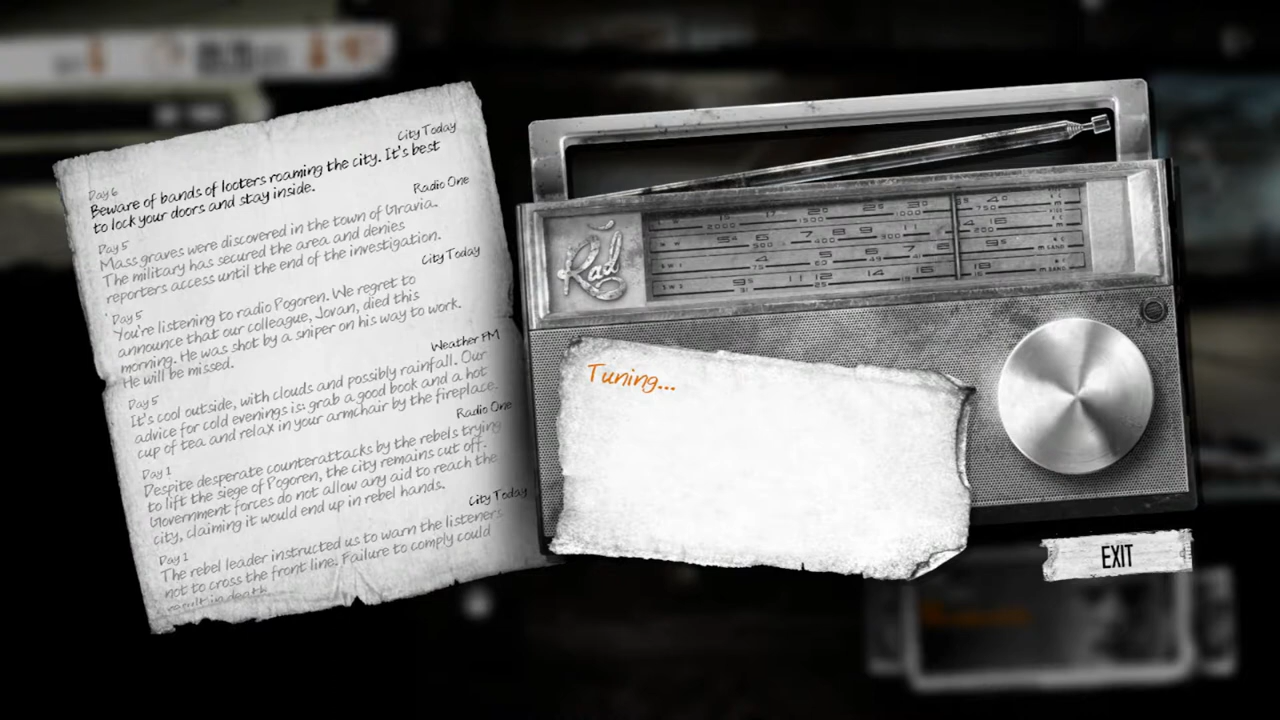 City Today
Day 6
Beware of bands of looters roaming the city. It's best
to lock your doors and stay inside.
Radio One
Day 5
Mass graves were discovered in the town of Gravia.
The military has secured the area and denies
reporters access until the end of the investigation.
City Today
Day 5
You're listening to radio Pogoren. We regret to
announce that our colleague, Jovan, died this
morning. He was shot by a sniper on his way to work.
He will be missed.
Weather FM
Day 5
It's cool outside, with clouds and possibly rainfall. Our
advice for cold evenings is: grab a good book and a hot
cup of tea and relax in your armchair by the fireplace.
Radio One
Day 1
Despite desperate counterattacks by the rebels trying
to lift the siege of Pogoren, the city remains cut off.
Government forces do not allow any aid to reach the
city, claiming it would end up in rebel hands.
City Today
Day 1
The rebel leader instructed us to warn the listeners
not to cross the front line. Failure to comply could
result in death.
Rad
Tuning...
EXIT